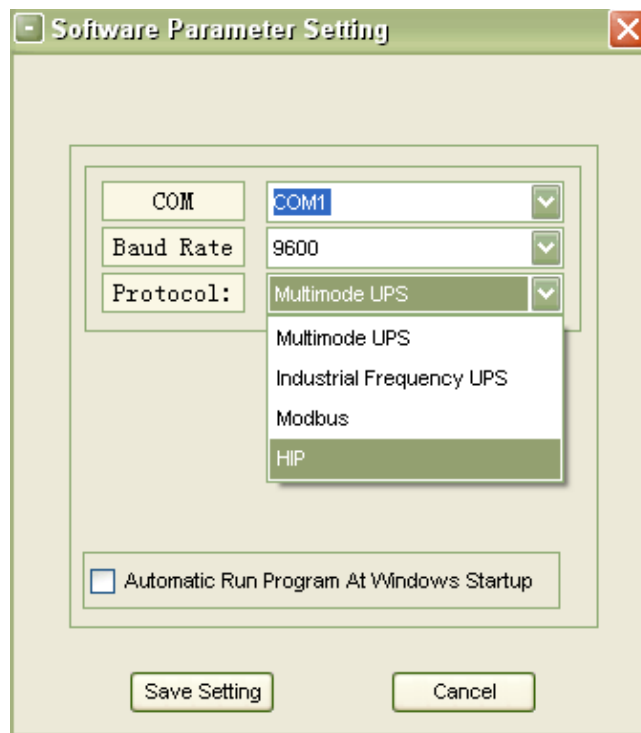 Software Parameter Setting
COM COM1
Baud Rate 9600
Protocol: Multimode UPS
Multimode UPS
Industrial Frequency UPS
Modbus
HIP
Automatic Run Program At Windows Startup
Save Setting Cancel